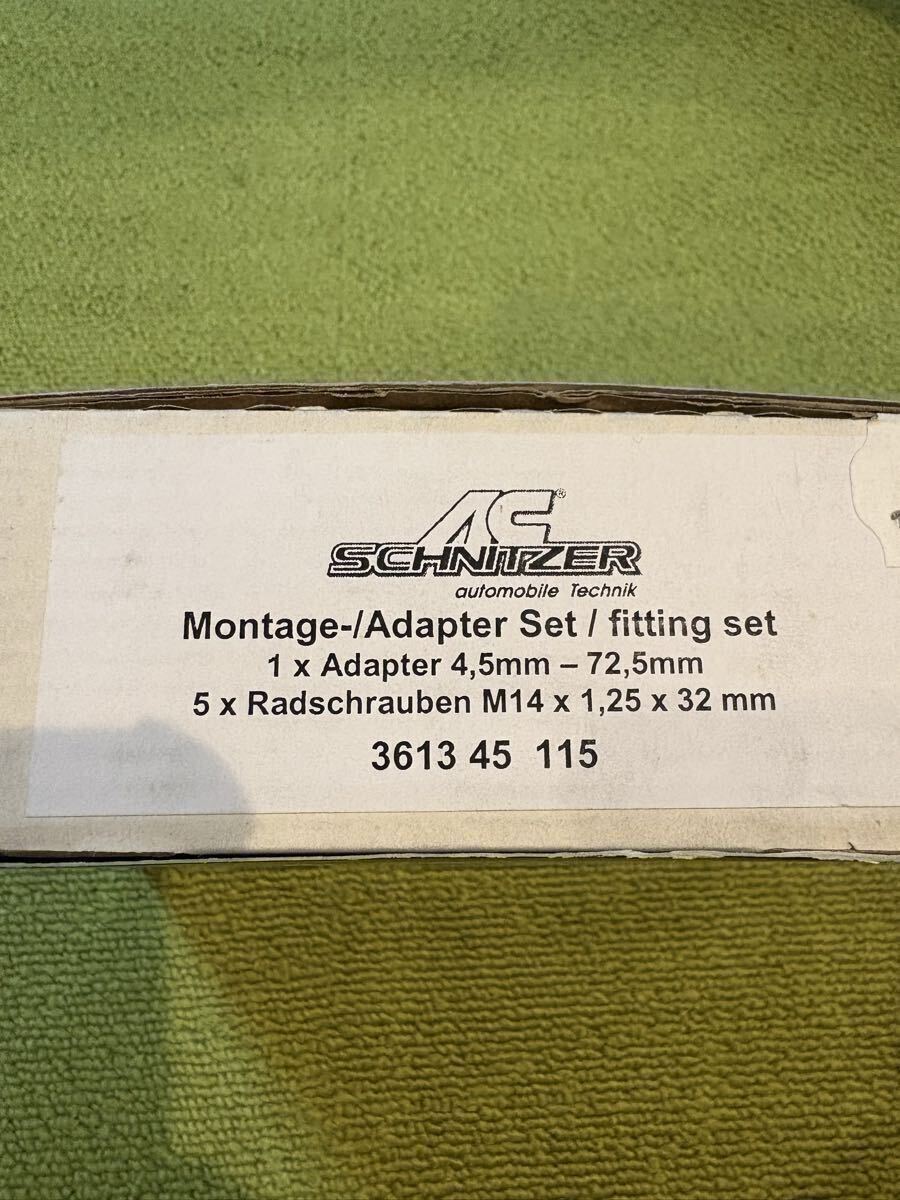 AC®
SCHNITZER
automobile Technik
Montage-/Adapter Set / fitting set
1 x Adapter 4,5mm – 72,5mm
5 x Radschrauben M14 x 1,25 x 32 mm
3613 45 115